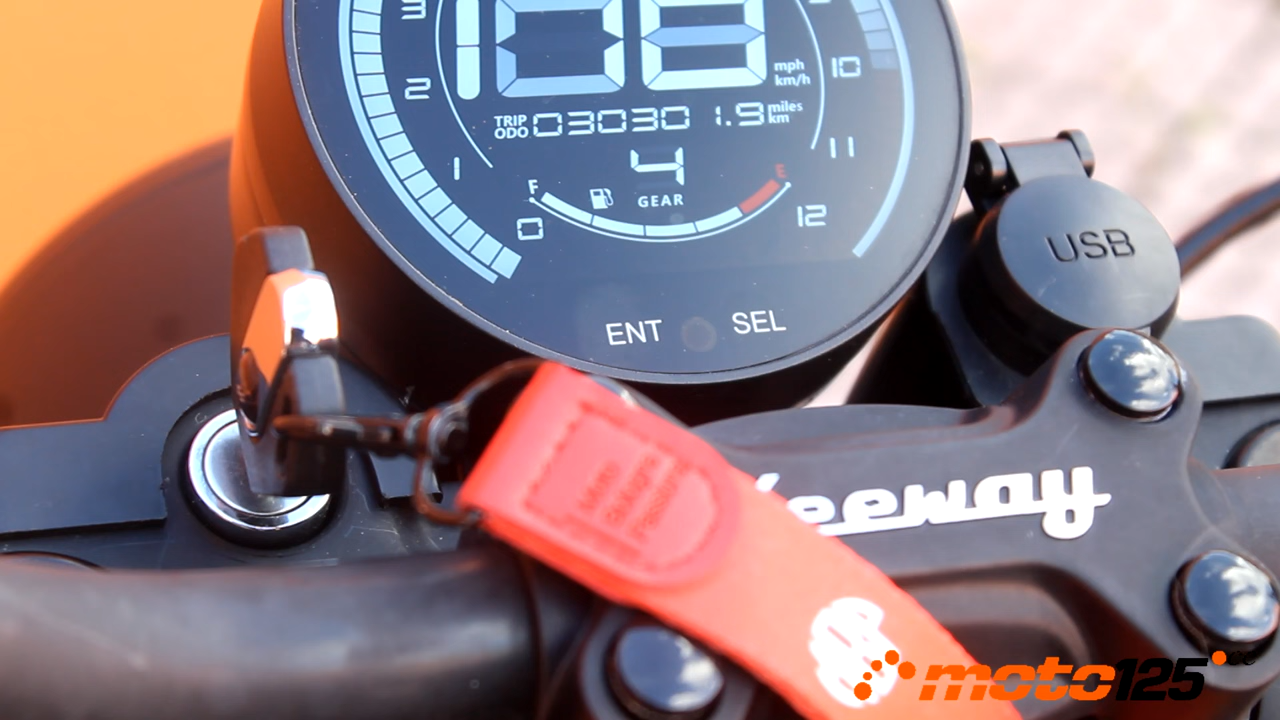 3
2
1
0
108
mph
km/h
10
11
12
TRIP
ODO
03030 1.9
miles
km
4
GEAR
F
E
ENT
SEL
USB
eeway
moto125